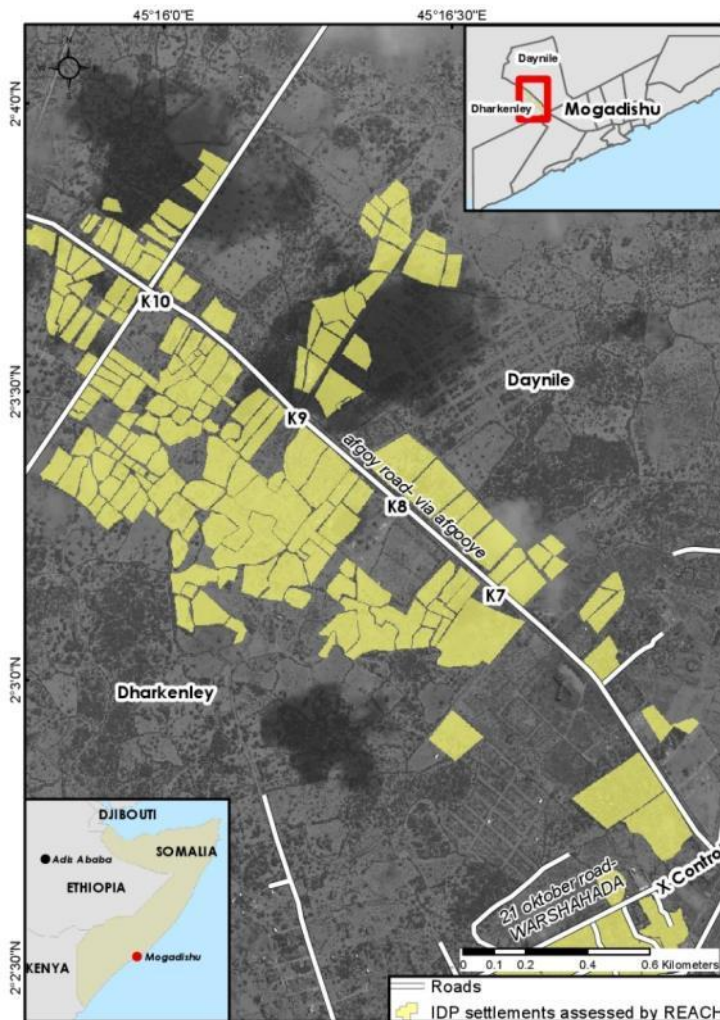 45°16'0"E
45°16'30"E
2°4'0"N
2°3'30"N
2°3'0"N
2°2'30"N
Daynile
Dharkenley
Mogadishu
K10
Daynile
K9
afgoy road- via afgooye
K8
K7
Dharkenley
DJIBOUTI
SOMALIA
Adis Ababa
ETHIOPIA
KENYA
Mogadishu
21 oktober road-
WARSHAHADA
X Control
0 0.1 0.2 0.4 0.6 Kilometers
Roads
IDP settlements assessed by REACH